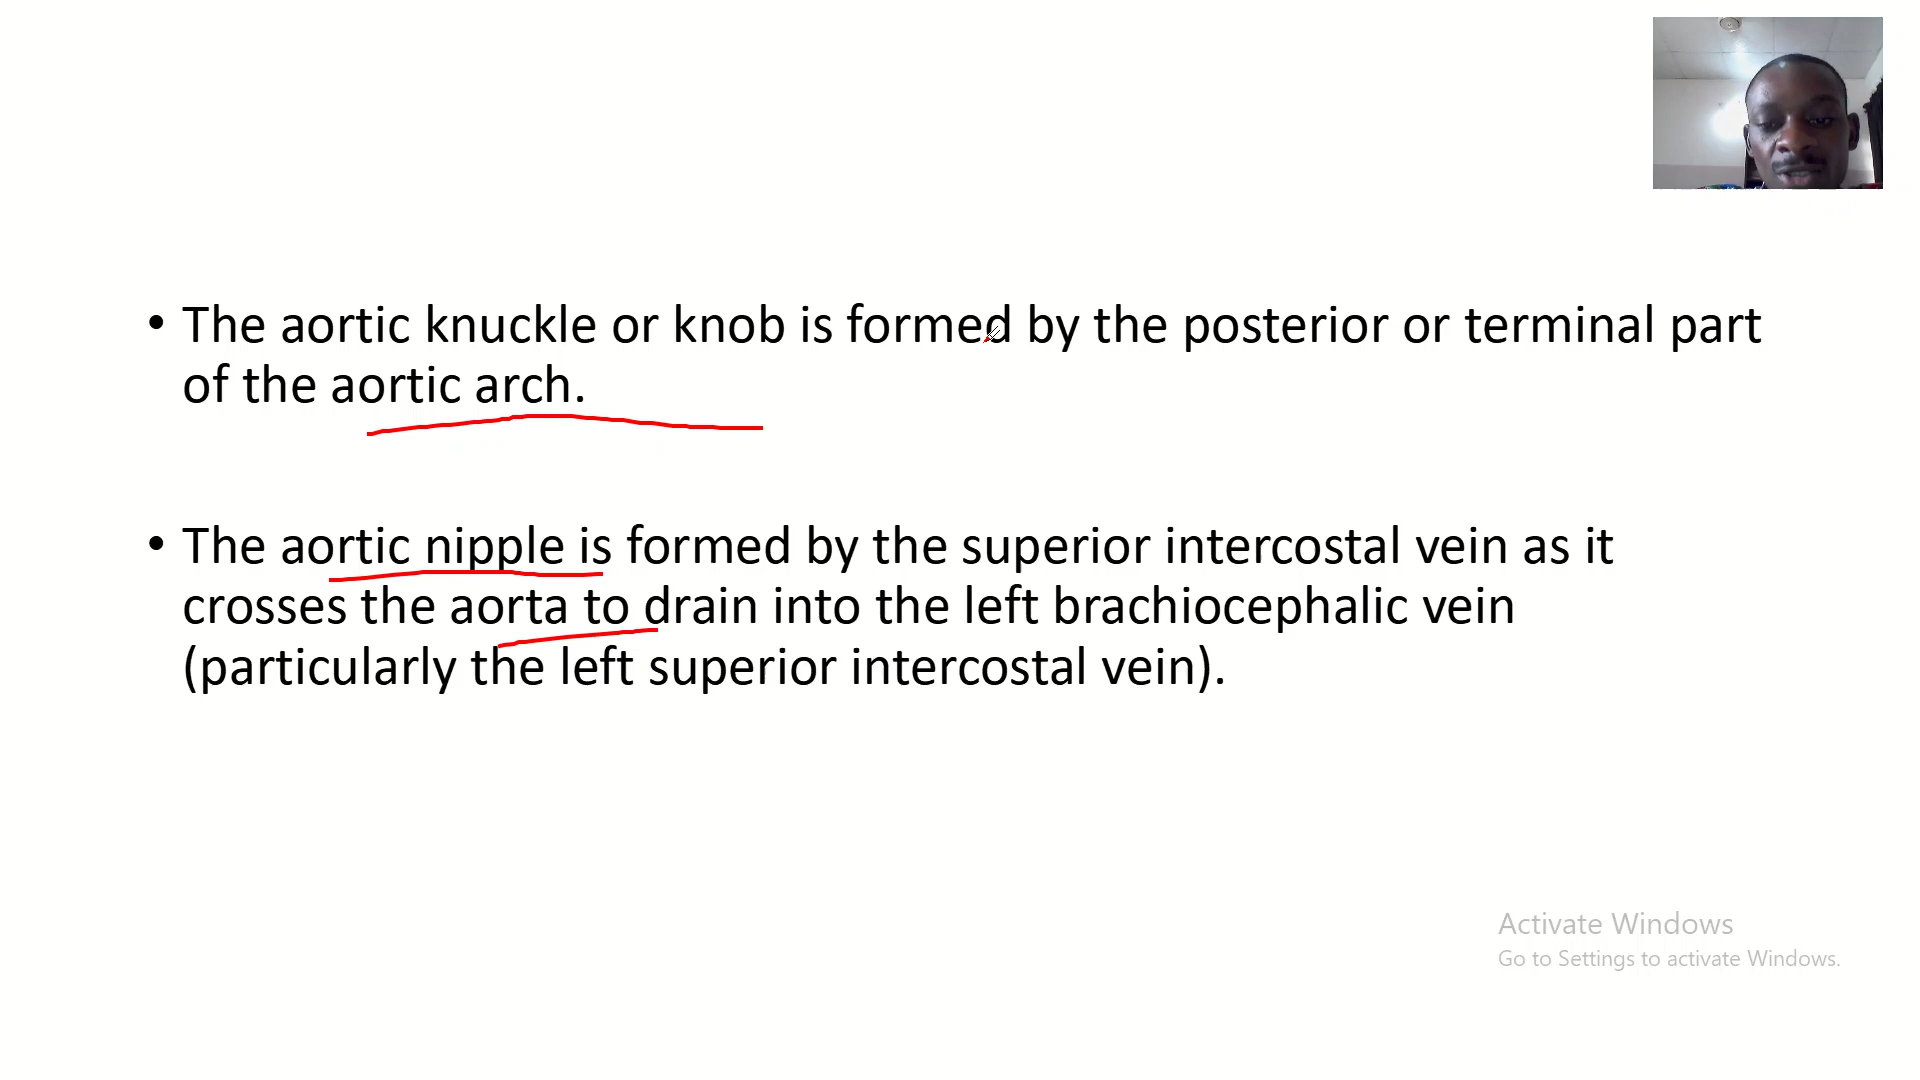 • The aortic knuckle or knob is formed by the posterior or terminal part
of the aortic arch.
• The aortic nipple is formed by the superior intercostal vein as it
crosses the aorta to drain into the left brachiocephalic vein
(particularly the left superior intercostal vein).
Activate Windows
Go to Settings to activate Windows.